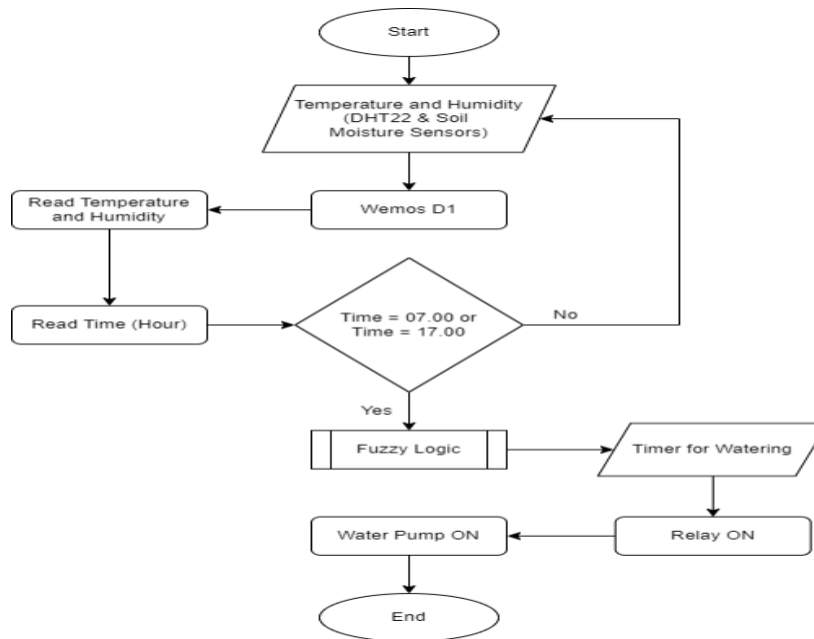 Start
Temperature and Humidity
(DHT22 & Soil
Moisture Sensors)
Wemos D1
Read Temperature
and Humidity
Read Time (Hour)
Time = 07.00 or
Time = 17.00
No
Yes
Fuzzy Logic
Timer for Watering
Relay ON
Water Pump ON
End